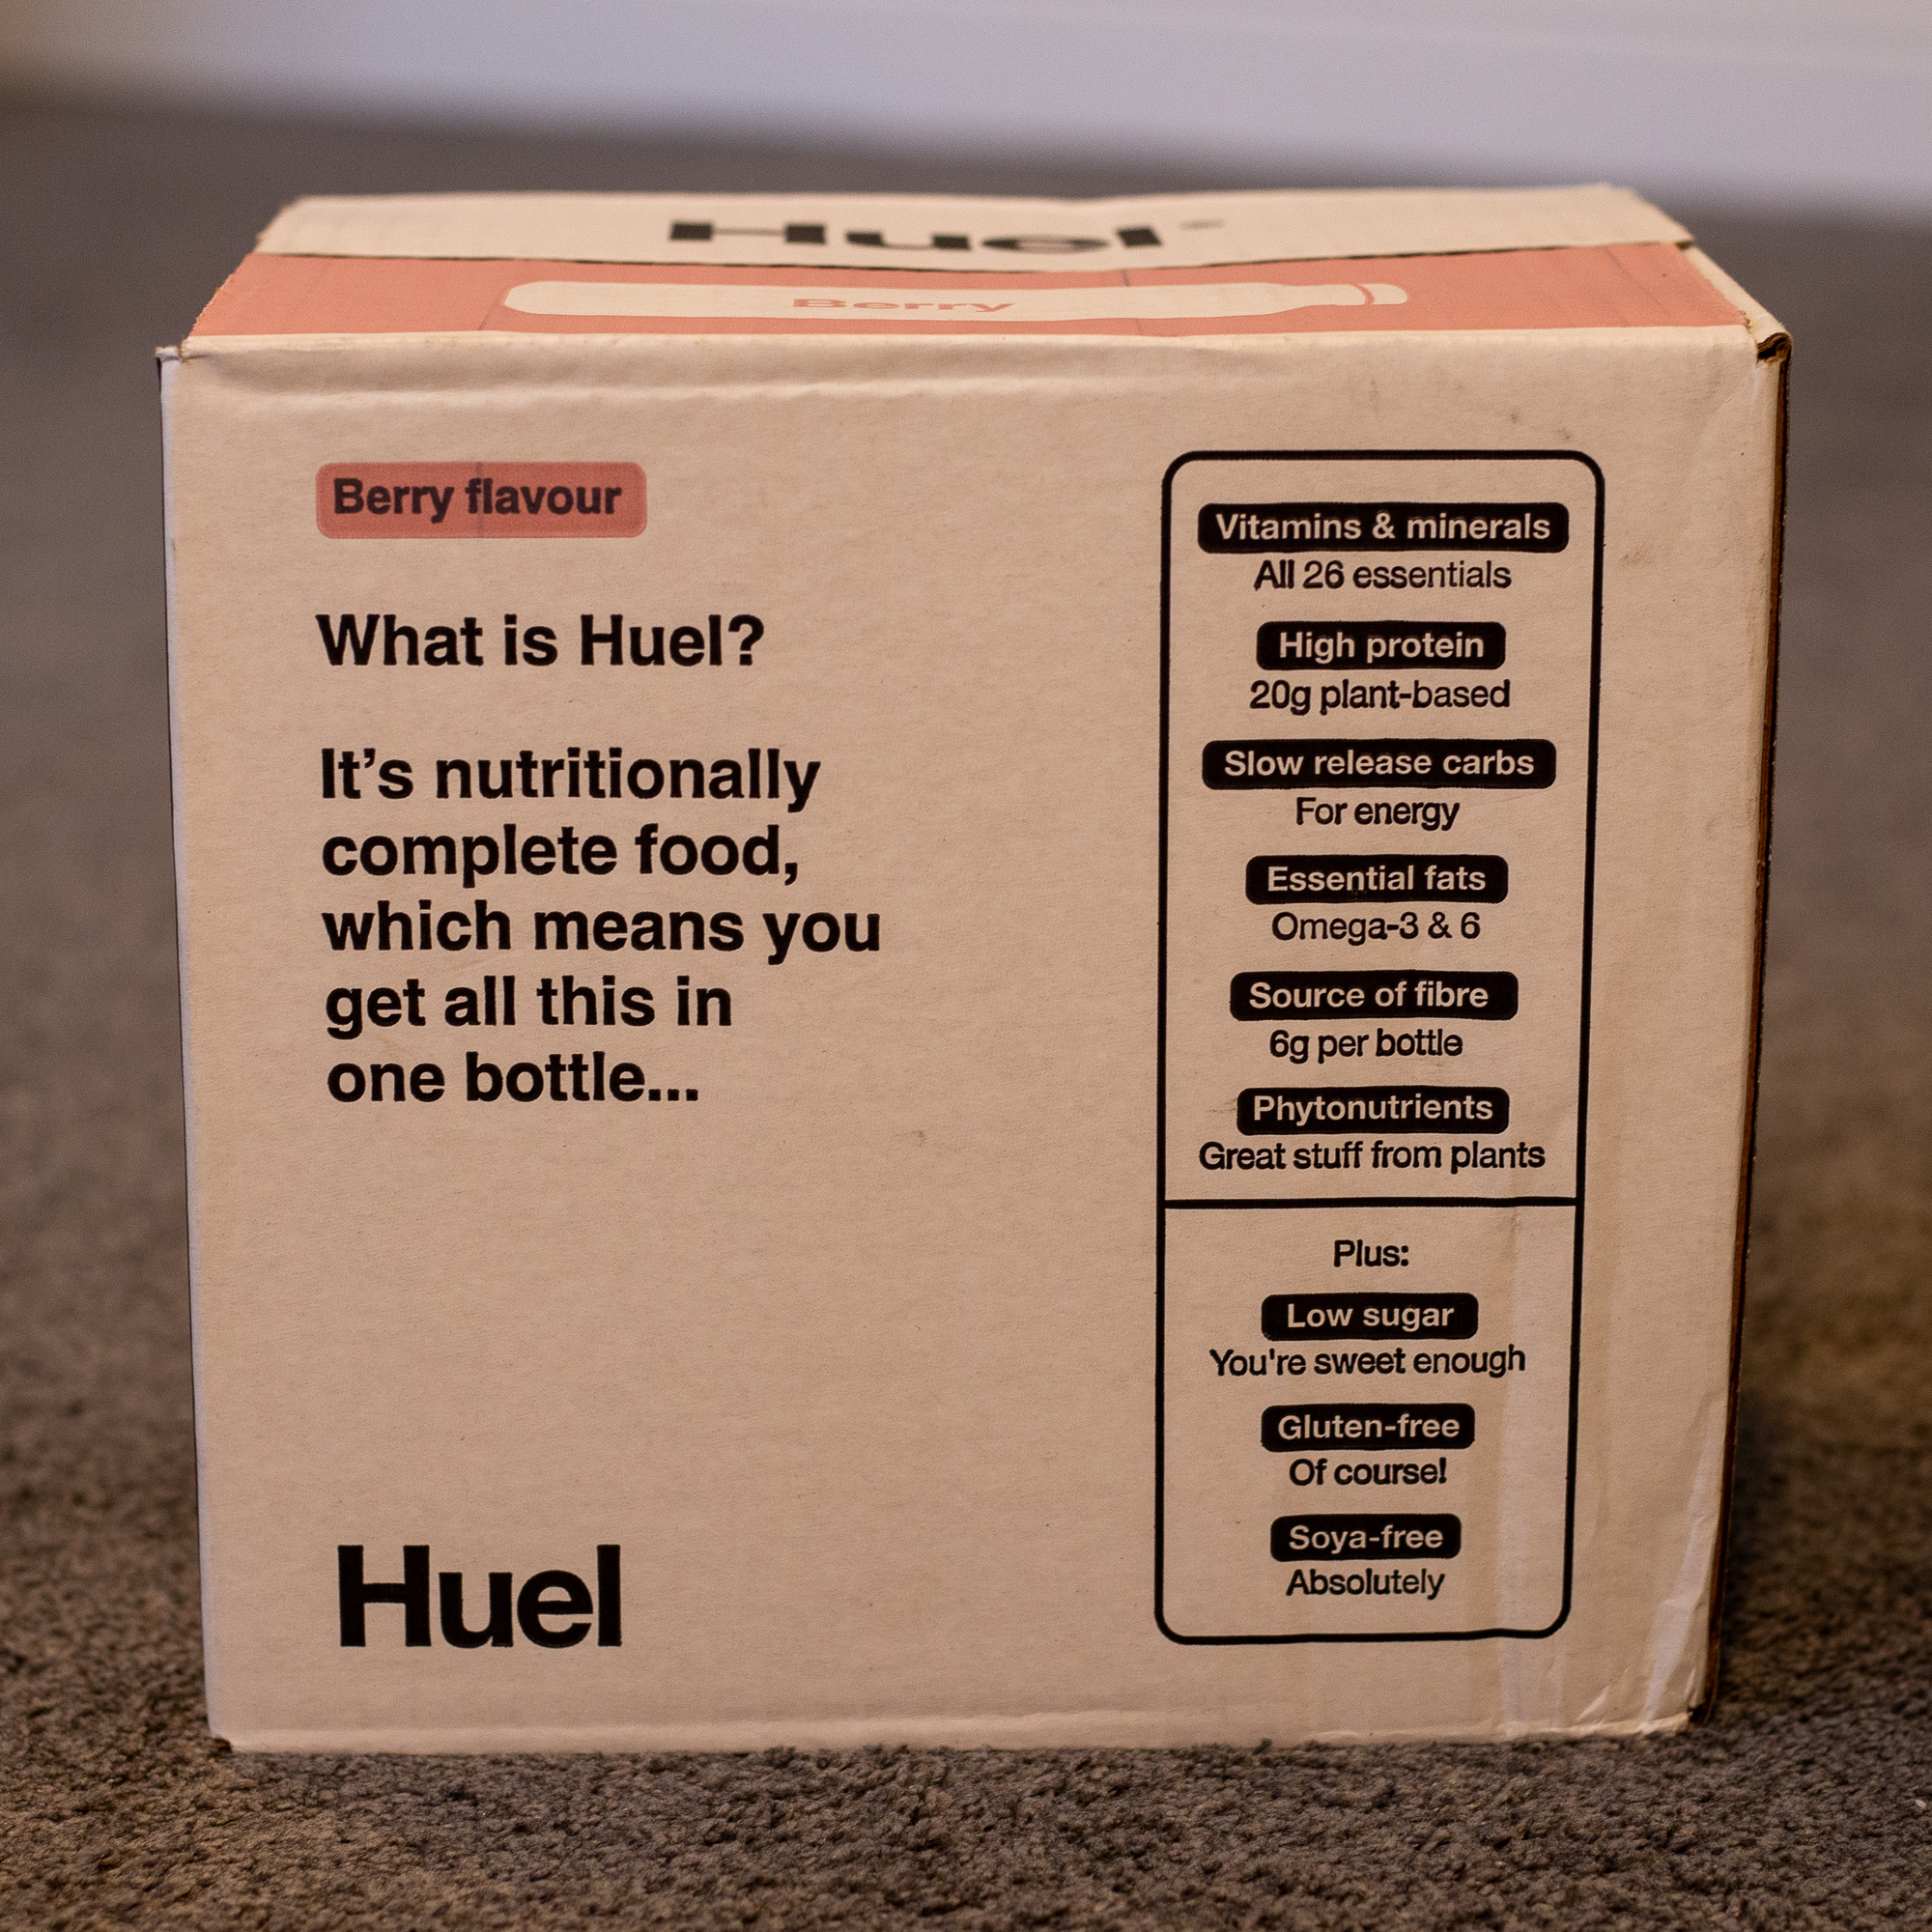 Huel
Berry
Berry flavour
What is Huel?
It's nutritionally
complete food,
which means you
get all this in
one bottle...
Huel
Vitamins & minerals
All 26 essentials
High protein
20g plant-based
Slow release carbs
For energy
Essential fats
Omega-3 & 6
Source of fibre
6g per bottle
Phytonutrients
Great stuff from plants
Plus:
Low sugar
You're sweet enough
Gluten-free
Of course!
Soya-free
Absolutely